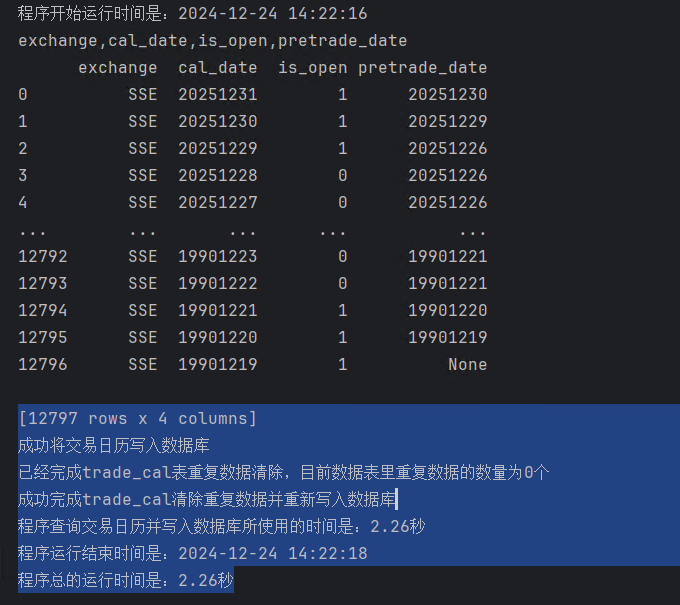 程序开始运行时间是：2024-12-24 14:22:16
exchange,cal_date,is_open,pretrade_date
exchange cal_date is_open pretrade_date
0 SSE 20251231 1 20251230
1 SSE 20251230 1 20251229
2 SSE 20251229 1 20251226
3 SSE 20251228 0 20251226
4 SSE 20251227 0 20251226
... ... ... ... ...
12792 SSE 19901223 0 19901221
12793 SSE 19901222 0 19901221
12794 SSE 19901221 1 19901220
12795 SSE 19901220 1 19901219
12796 SSE 19901219 1 None
[12797 rows x 4 columns]
成功将交易日历写入数据库
已经完成trade_cal表重复数据清除，目前数据表里重复数据的数量为0个
成功完成trade_cal清除重复数据并重新写入数据库
程序查询交易日历并写入数据库所使用的时间是：2.26秒
程序运行结束时间是：2024-12-24 14:22:18
程序总的运行时间是：2.26秒